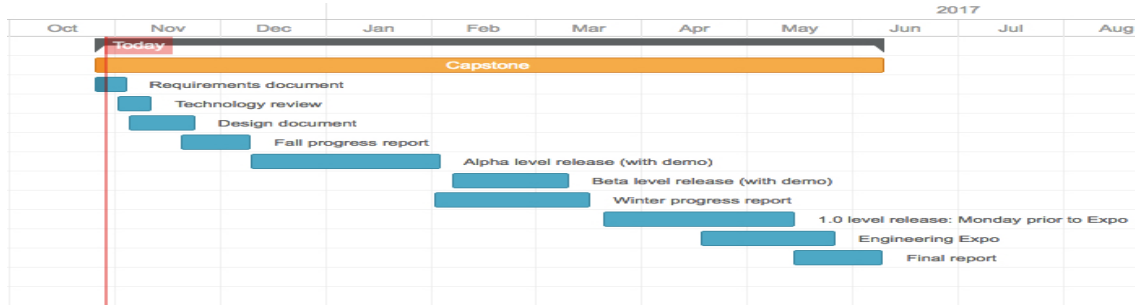 2017
Oct Nov Dec Jan Feb Mar Apr May Jun Jul Aug
Today
Capstone
Requirements document
Technology review
Design document
Fall progress report
Alpha level release (with demo)
Beta level release (with demo)
Winter progress report
1.0 level release: Monday prior to Expo
Engineering Expo
Final report